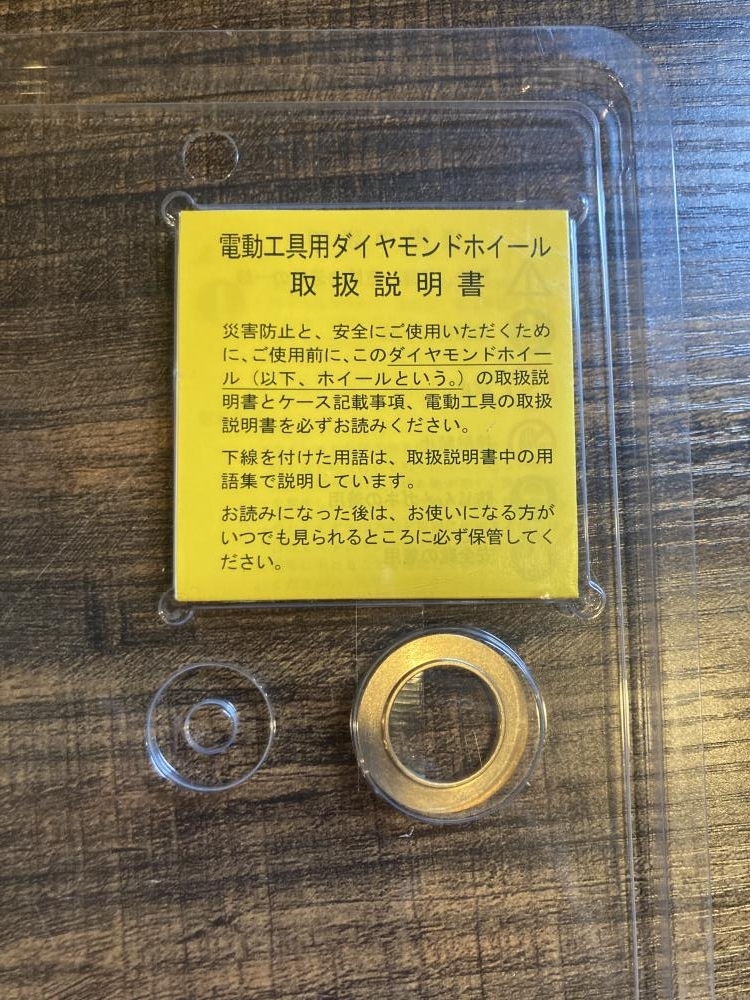 電動工具用ダイヤモンドホイール
取扱説明書
災害防止と、安全にご使用いただくため
に、ご使用前に、このダイヤモンドホイー
ル（以下、ホイールという。）の取扱説
明書とケース記載事項、電動工具の取扱
説明書を必ずお読みください。
下線を付けた用語は、取扱説明書中の用
語集で説明しています。
お読みになった後は、お使いになる方が
いつでも見られるところに必ず保管してく
ださい。